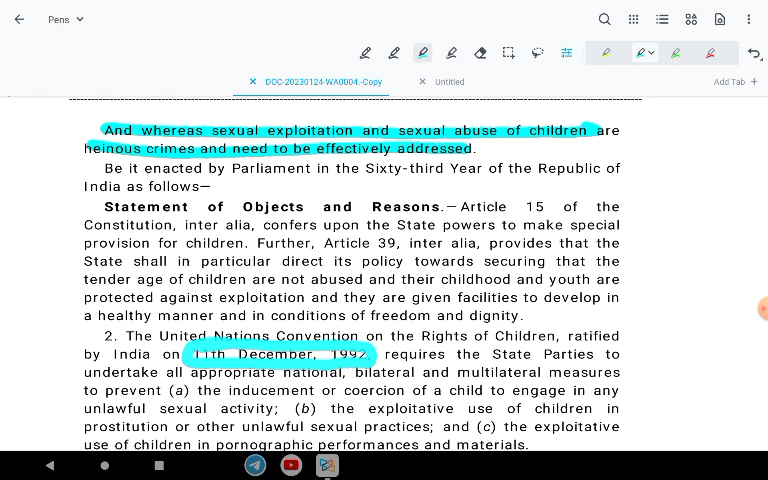 Pens
DOC-20230124-WA0004.-Copy
Untitled
Add Tab +
And whereas sexual exploitation and sexual abuse of children are
heinous crimes and need to be effectively addressed.
Be it enacted by Parliament in the Sixty-third Year of the Republic of
India as follows—
Statement of Objects and Reasons.—Article 15 of the
Constitution, inter alia, confers upon the State powers to make special
provision for children. Further, Article 39, inter alia, provides that the
State shall in particular direct its policy towards securing that the
tender age of children are not abused and their childhood and youth are
protected against exploitation and they are given facilities to develop in
a healthy manner and in conditions of freedom and dignity.
2. The United Nations Convention on the Rights of Children, ratified
by India on 11th December, 1992, requires the State Parties to
undertake all appropriate national, bilateral and multilateral measures
to prevent (a) the inducement or coercion of a child to engage in any
unlawful sexual activity; (b) the exploitative use of children in
prostitution or other unlawful sexual practices; and (c) the exploitative
use of children in pornographic performances and materials.